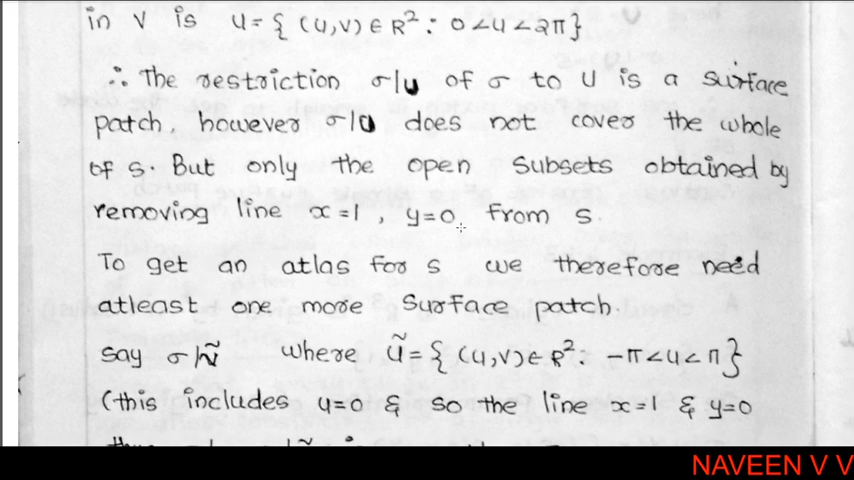 in V is U = { (u,v) ∈ R² : 0 < u < 2π }
∴ The restriction σ/u of σ to U is a surface
patch, however σ/u does not cover the whole
of s. But only the open subsets obtained by
removing line x = 1, y = 0 from s.
To get an atlas for s we therefore need
atleast one more surface patch.
say σ/ũ where Ũ = { (u,v) ∈ R² : -π < u < π }
(this includes u = 0 & so the line x = 1 & y = 0
NAVEEN V V